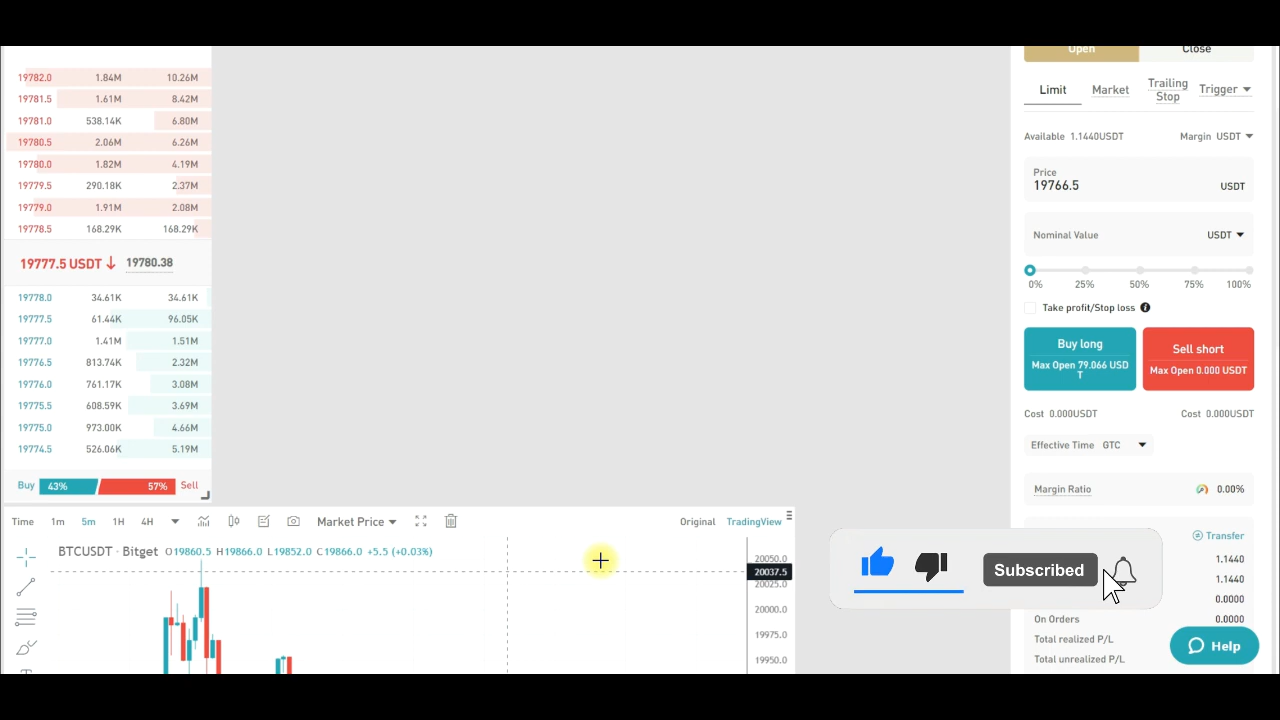 Open Close
19782.0 1.84M 10.26M
19781.5 1.61M 8.42M
19781.0 538.14K 6.80M
19780.5 2.06M 6.26M
19780.0 1.82M 4.19M
19779.5 290.18K 2.37M
19779.0 1.91M 2.08M
19778.5 168.29K 168.29K
19777.5 USDT ↓ 19780.38
19778.0 34.61K 34.61K
19777.5 61.44K 96.05K
19777.0 1.41M 1.51M
19776.5 813.74K 2.32M
19776.0 761.17K 3.08M
19775.5 608.59K 3.69M
19775.0 973.00K 4.66M
19774.5 526.06K 5.19M
Buy 43% 57% Sell
Limit Market Trailing Stop Trigger
Available 1.1440USDT Margin USDT
Price
19766.5 USDT
Nominal Value USDT
0% 25% 50% 75% 100%
Take profit/Stop loss
Buy long
Max Open 79.066 USD
T
Sell short
Max Open 0.000 USDT
Cost 0.000USDT Cost 0.000USDT
Effective Time GTC
Margin Ratio 0.00%
Transfer
1.1440
1.1440
0.0000
On Orders 0.0000
Total realized P/L
Total unrealized P/L
Help
Subscribed
Time 1m 5m 1H 4H Market Price Original TradingView
BTCUSDT · Bitget O19860.5 H19866.0 L19852.0 C19866.0 +5.5 (+0.03%)
20050.0
20037.5
20025.0
20000.0
19975.0
19950.0